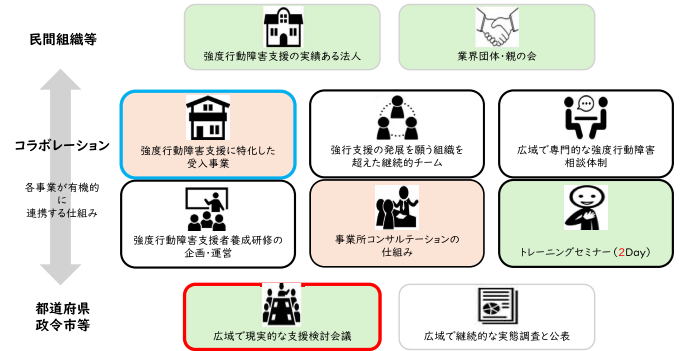 民間組織等
強度行動障害支援の実績ある法人
業界団体・親の会
コラボレーション
各事業が有機的
に
連携する仕組み
強度行動障害支援に特化した
受入事業
強行支援の発展を願う組織を
超えた継続的チーム
広域で専門的な強度行動障害
相談体制
強度行動障害支援者養成研修の
企画・運営
事業所コンサルテーションの
仕組み
トレーニングセミナー（2Day）
都道府県
政令市等
広域で現実的な支援検討会議
広域で継続的な実態調査と公表